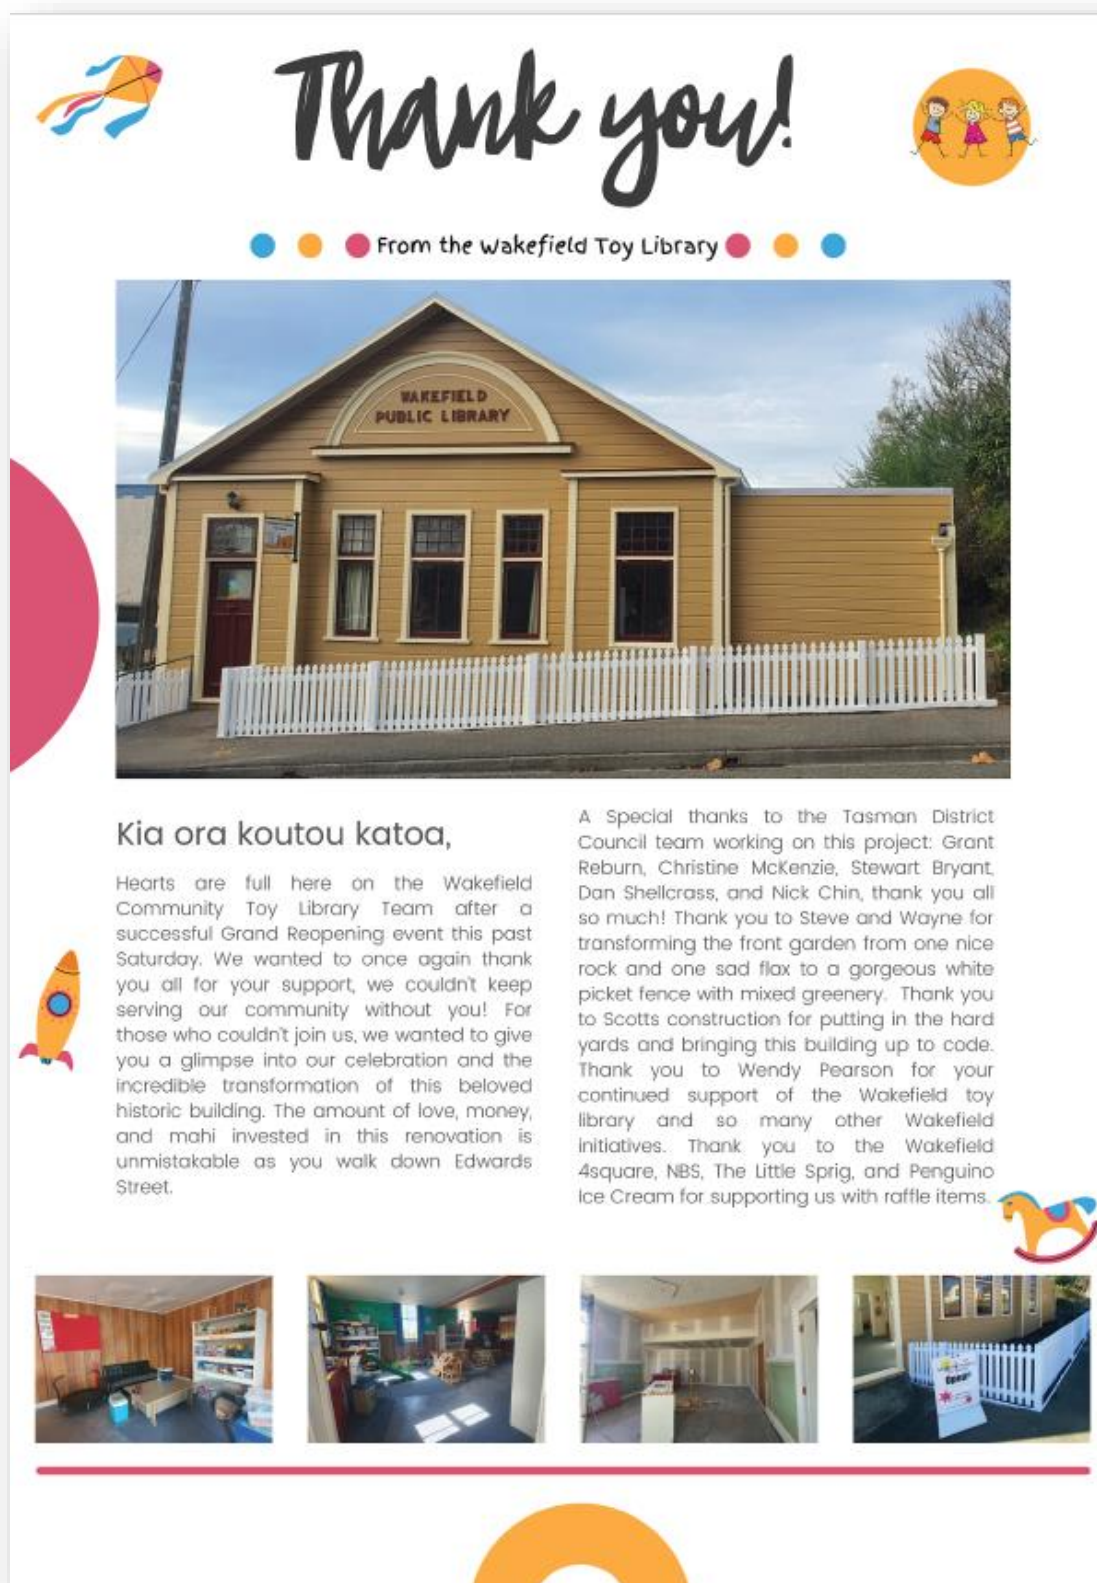 Thank you!
From the Wakefield Toy Library
WAKEFIELD
PUBLIC LIBRARY
Kia ora koutou katoa,
Hearts are full here on the Wakefield
Community Toy Library Team after a
successful Grand Reopening event this past
Saturday. We wanted to once again thank
you all for your support, we couldn't keep
serving our community without you! For
those who couldn't join us, we wanted to give
you a glimpse into our celebration and the
incredible transformation of this beloved
historic building. The amount of love, money,
and mahi invested in this renovation is
unmistakable as you walk down Edwards
Street.
A Special thanks to the Tasman District
Council team working on this project: Grant
Reburn, Christine McKenzie, Stewart Bryant,
Dan Shellcrass, and Nick Chin, thank you all
so much! Thank you to Steve and Wayne for
transforming the front garden from one nice
rock and one sad flax to a gorgeous white
picket fence with mixed greenery. Thank you
to Scotts construction for putting in the hard
yards and bringing this building up to code.
Thank you to Wendy Pearson for your
continued support of the Wakefield toy
library and so many other Wakefield
initiatives. Thank you to the Wakefield
4square, NBS, The Little Sprig, and Penguino
Ice Cream for supporting us with raffle items.